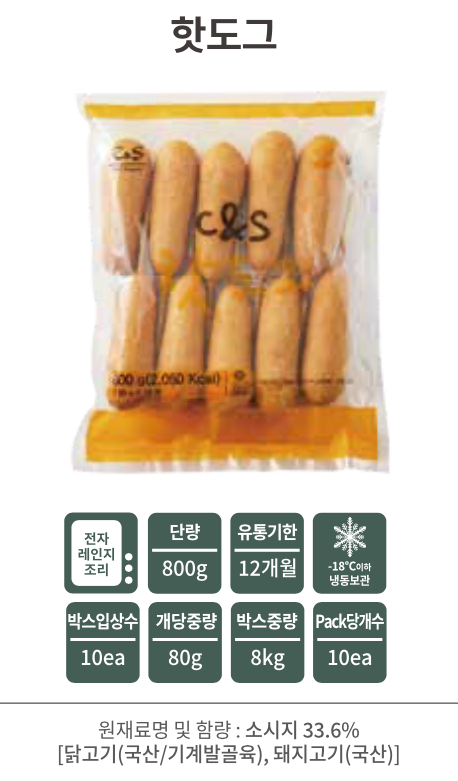 핫도그
C&S
C&S
800 g(2,060 Kcal)
전자
레인지
조리
단량
800g
유통기한
12개월
-18℃이하
냉동보관
박스입상수
10ea
개당중량
80g
박스중량
8kg
Pack당개수
10ea
원재료명 및 함량 : 소시지 33.6%
[닭고기(국산/기계발골육), 돼지고기(국산)]